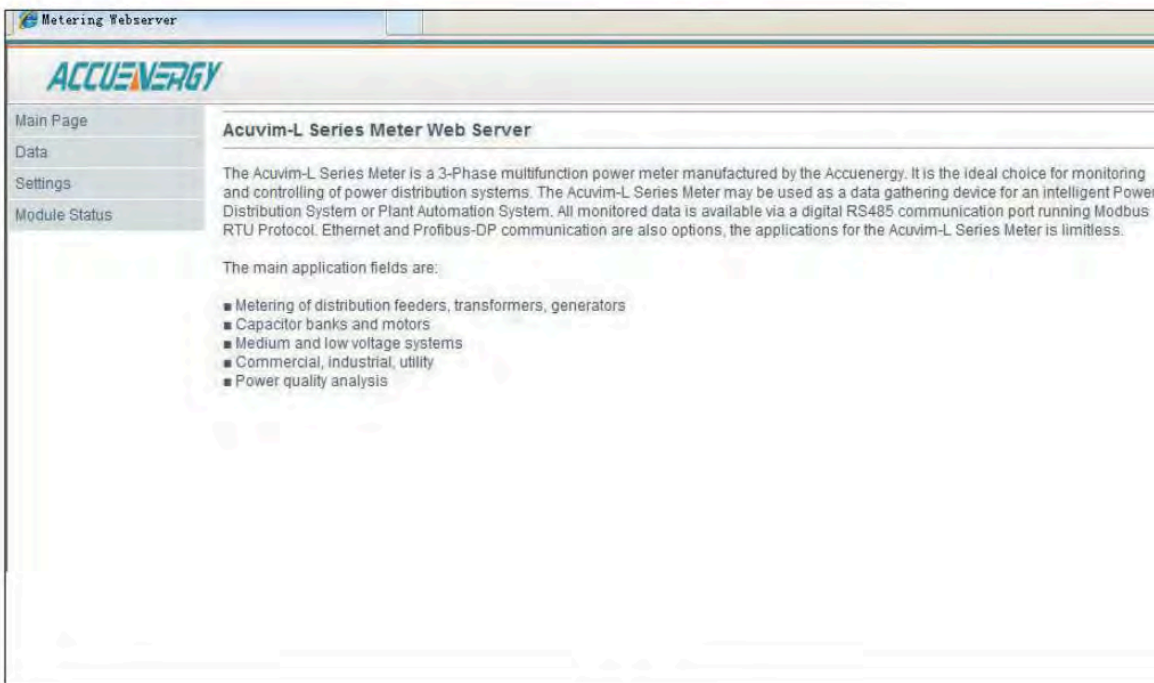 Metering Webserver
ACCUENERGY
Main Page
Data
Settings
Module Status
Acuvim-L Series Meter Web Server
The Acuvim-L Series Meter is a 3-Phase multifunction power meter manufactured by the Accuenergy. It is the ideal choice for monitoring
and controlling of power distribution systems. The Acuvim-L Series Meter may be used as a data gathering device for an intelligent Power
Distribution System or Plant Automation System. All monitored data is available via a digital RS485 communication port running Modbus
RTU Protocol. Ethernet and Profibus-DP communication are also options, the applications for the Acuvim-L Series Meter is limitless.
The main application fields are:
■ Metering of distribution feeders, transformers, generators
■ Capacitor banks and motors
■ Medium and low voltage systems
■ Commercial, industrial, utility
■ Power quality analysis